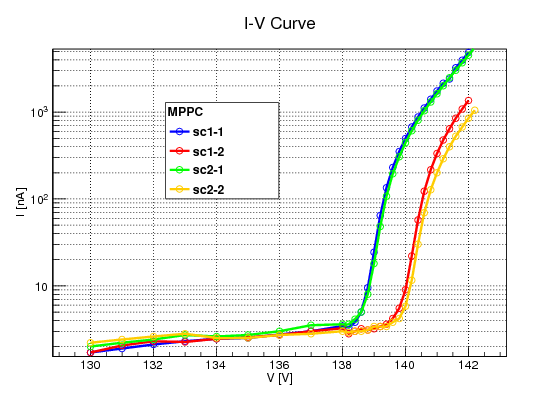 I-V Curve
I [nA]
10³
10²
10
MPPC
sc1-1
sc1-2
sc2-1
sc2-2
130 132 134 136 138 140 142
V [V]